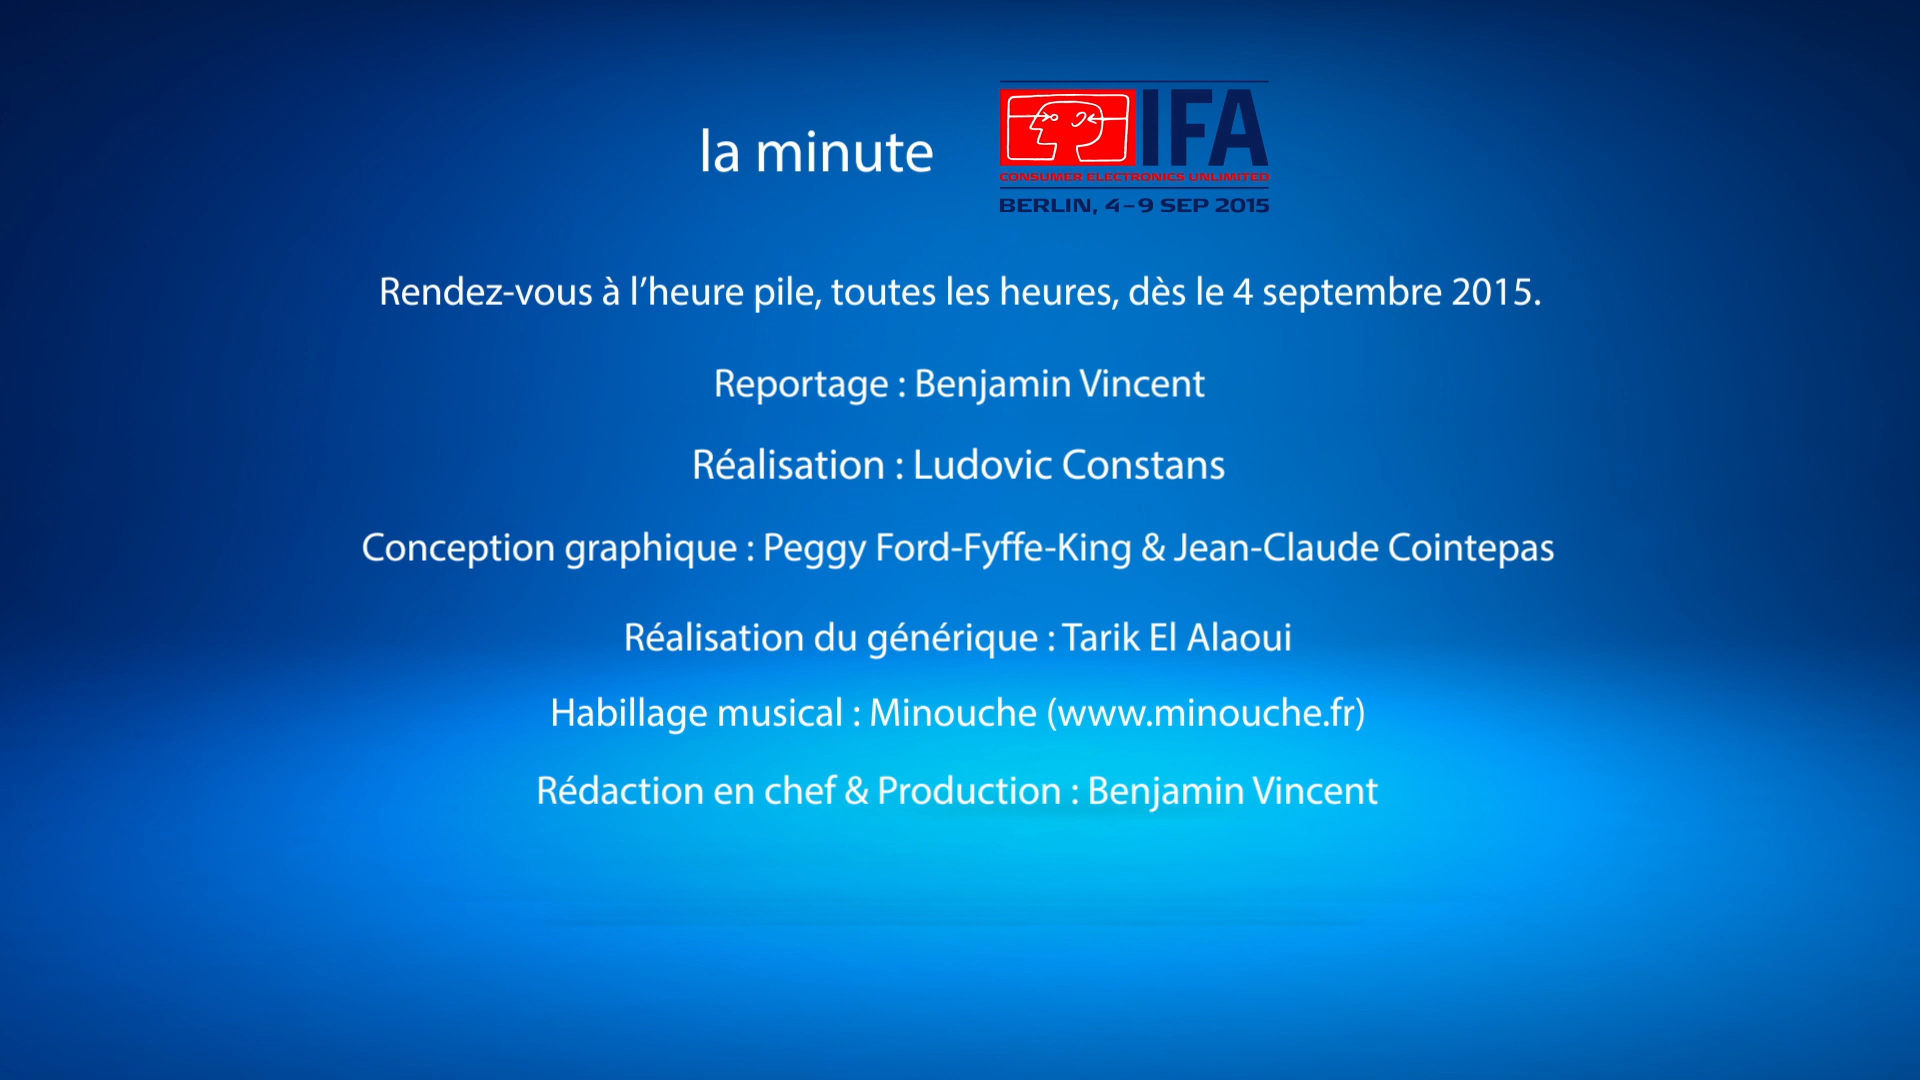 la minute
IFA
CONSUMER ELECTRONICS UNLIMITED
BERLIN, 4–9 SEP 2015
Rendez-vous à l’heure pile, toutes les heures, dès le 4 septembre 2015.
Reportage : Benjamin Vincent
Réalisation : Ludovic Constans
Conception graphique : Peggy Ford-Fyffe-King & Jean-Claude Cointepas
Réalisation du générique : Tarik El Alaoui
Habillage musical : Minouche (www.minouche.fr)
Rédaction en chef & Production : Benjamin Vincent